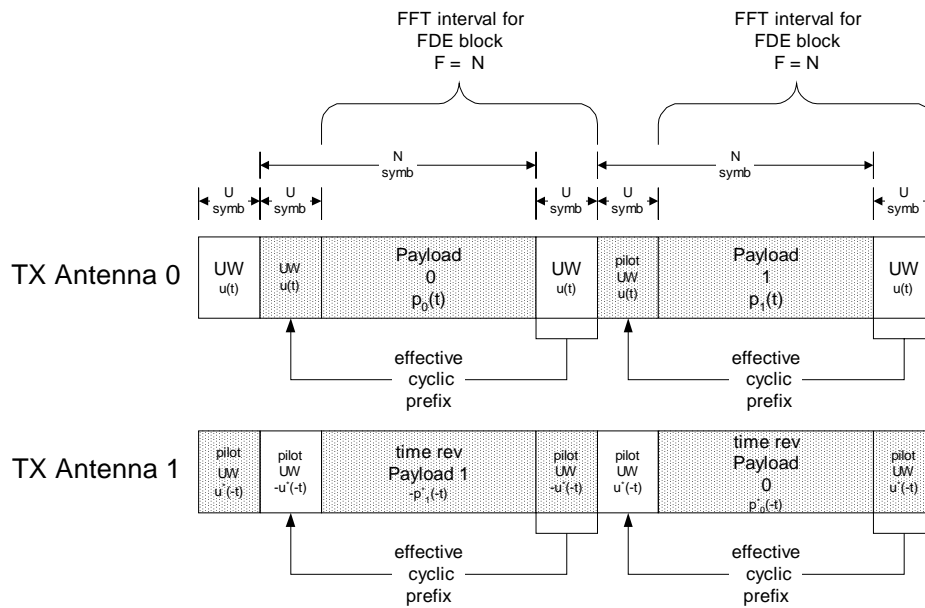 FFT interval for
FDE block
F = N
FFT interval for
FDE block
F = N
N
symb
N
symb
U
symb
U
symb
U
symb
U
symb
U
symb
TX Antenna 0
UW
u(t)
UW
u(t)
Payload
0
p0(t)
UW
u(t)
pilot
UW
u(t)
Payload
1
p1(t)
UW
u(t)
effective
cyclic
prefix
effective
cyclic
prefix
TX Antenna 1
pilot
UW
u*(-t)
pilot
UW
-u*(-t)
time rev
Payload 1
-p*1(-t)
pilot
UW
-u*(-t)
pilot
UW
u*(-t)
time rev
Payload
0
p*0(-t)
pilot
UW
u*(-t)
effective
cyclic
prefix
effective
cyclic
prefix